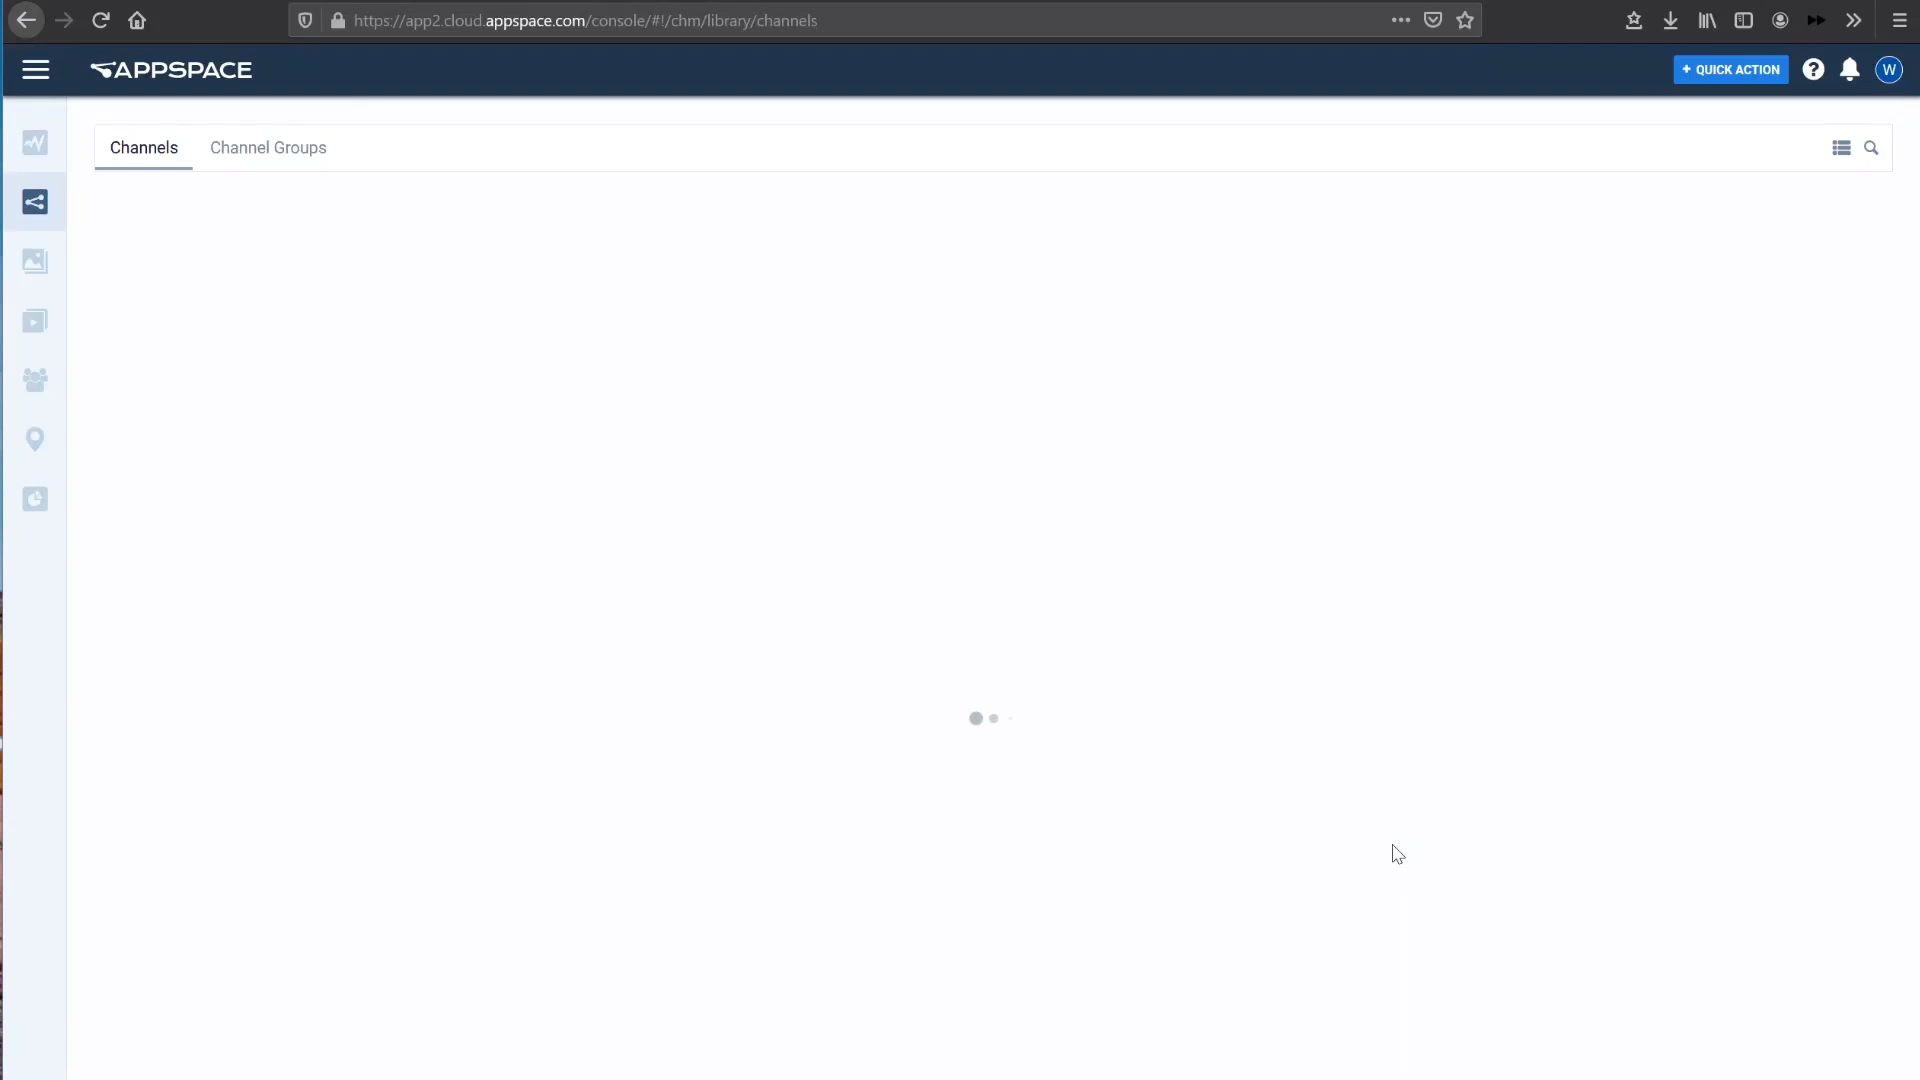 https://app2.cloud.appspace.com/console/#!/chm/library/channels
APPSPACE
+ QUICK ACTION
?
W
Channels
Channel Groups